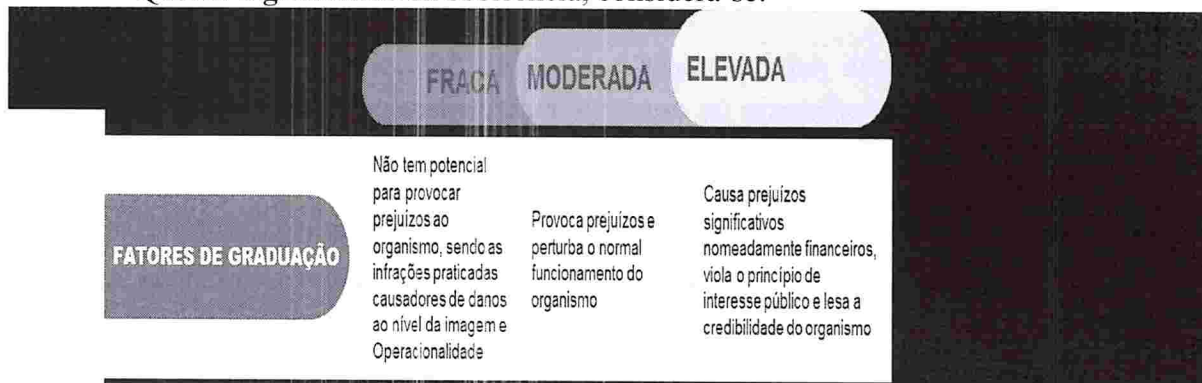 FRACA MODERADA ELEVADA
FATORES DE GRADUAÇÃO
Não tem potencial
para provocar
prejuízos ao
organismo, sendo as
infrações praticadas
causadores de danos
ao nível da imagem e
Operacionalidade
Provoca prejuízos e
perturba o normal
funcionamento do
organismo
Causa prejuízos
significativos
nomeadamente financeiros,
viola o princípio de
interesse público e lesa a
credibilidade do organismo